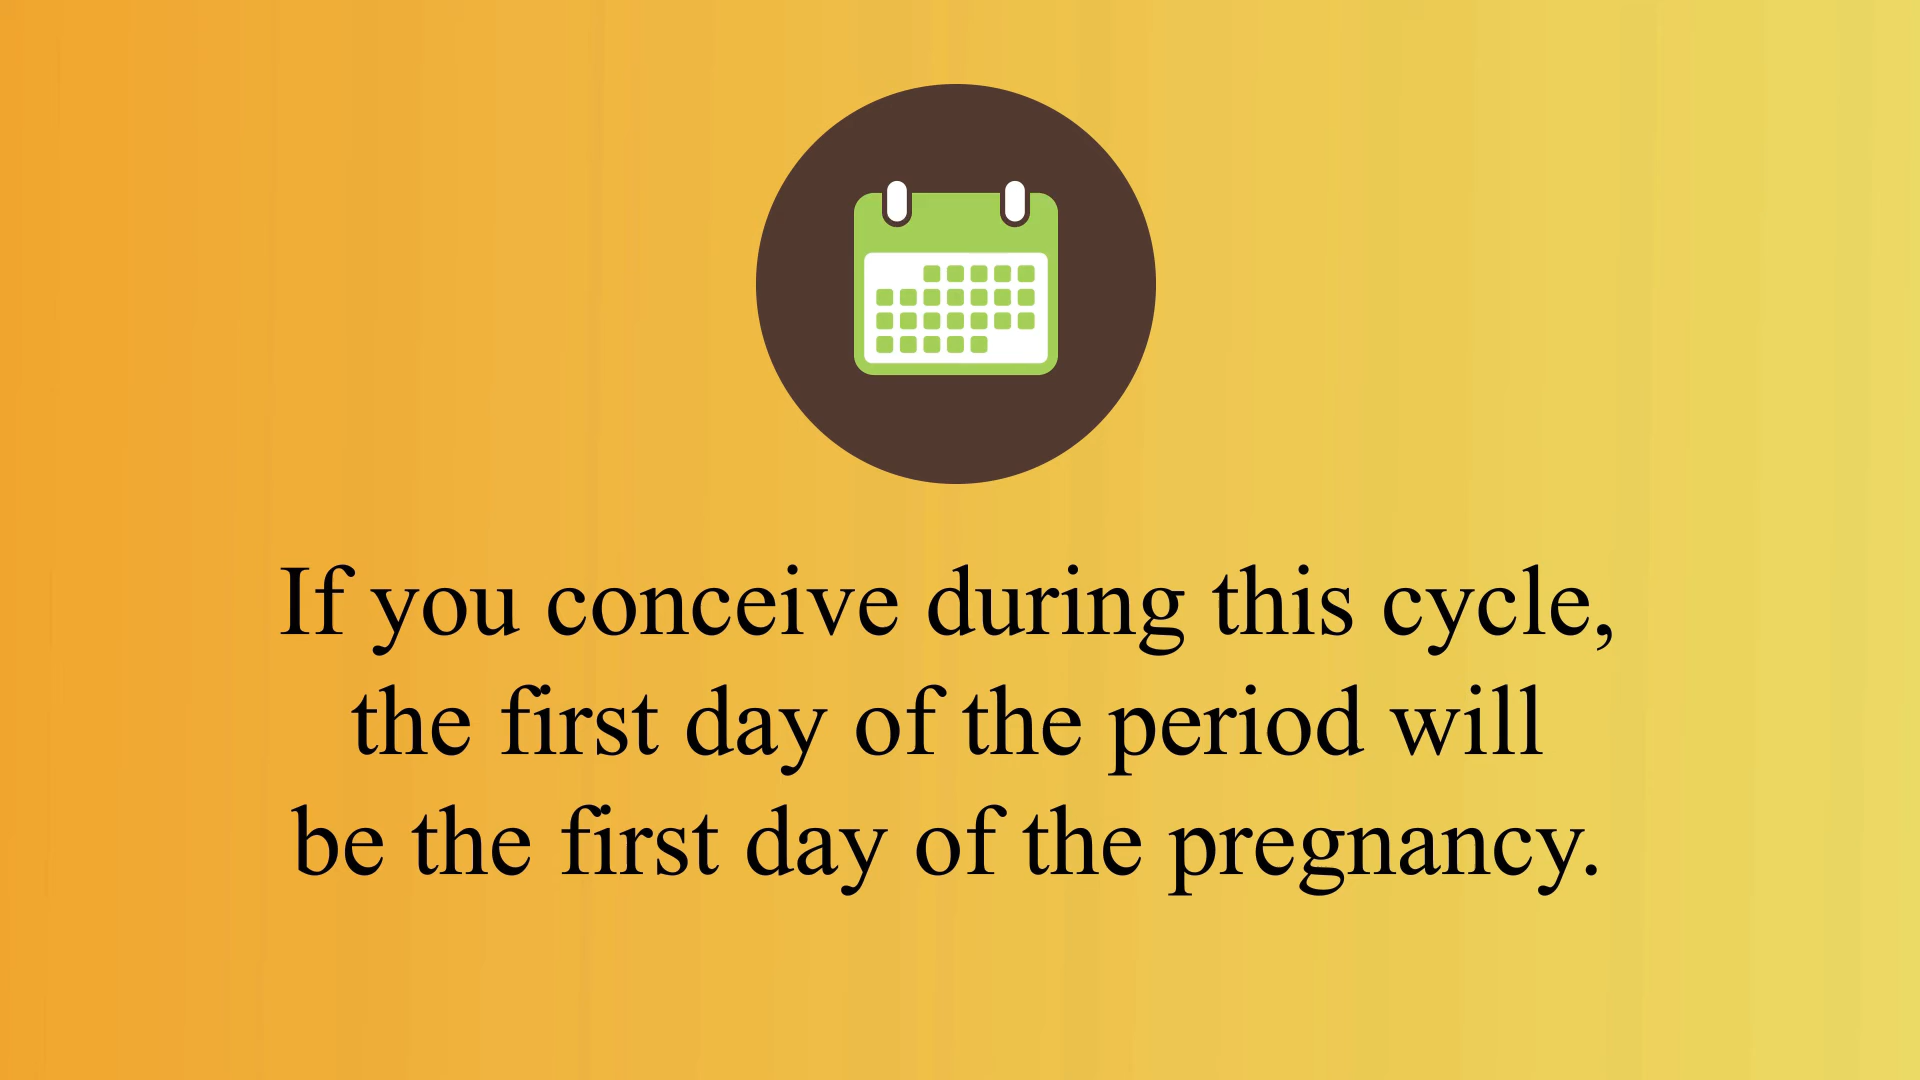 If you conceive during this cycle,
the first day of the period will
be the first day of the pregnancy.